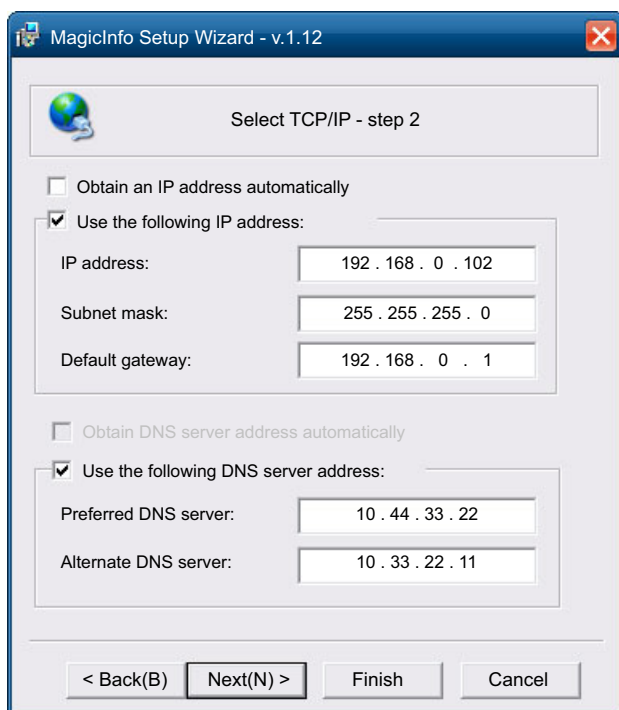 MagicInfo Setup Wizard - v.1.12
Select TCP/IP - step 2
Obtain an IP address automatically
Use the following IP address:
IP address: 192 . 168 . 0 . 102
Subnet mask: 255 . 255 . 255 . 0
Default gateway: 192 . 168 . 0 . 1
Obtain DNS server address automatically
Use the following DNS server address:
Preferred DNS server: 10 . 44 . 33 . 22
Alternate DNS server: 10 . 33 . 22 . 11
< Back(B) Next(N) > Finish Cancel